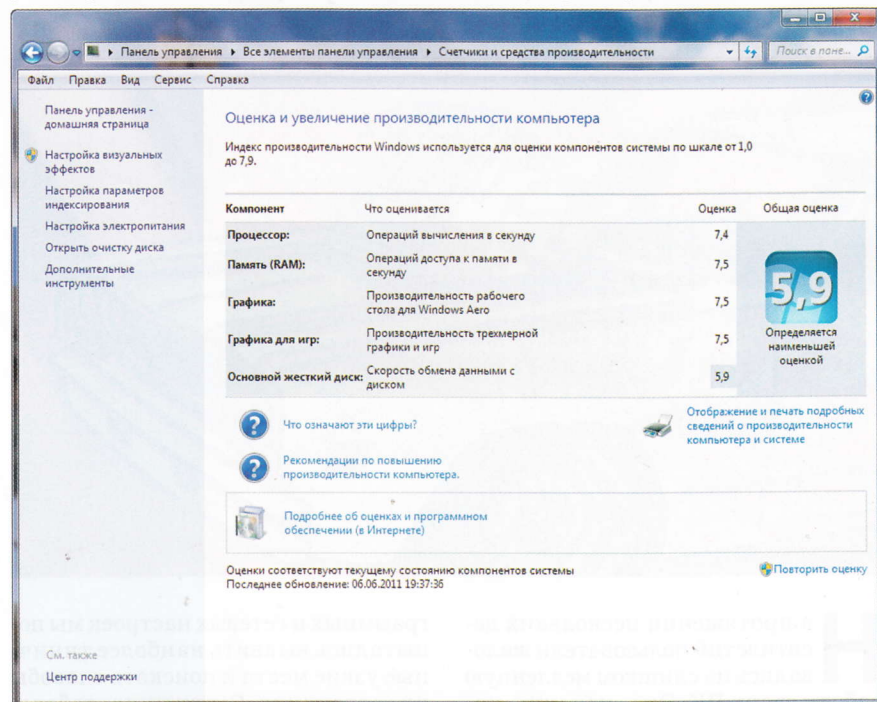 Панель управления ▸ Все элементы панели управления ▸ Счетчики и средства производительности
Поиск в пане...
Файл Правка Вид Сервис Справка
Панель управления -
домашняя страница
Настройка визуальных
эффектов
Настройка параметров
индексирования
Настройка электропитания
Открыть очистку диска
Дополнительные
инструменты
Оценка и увеличение производительности компьютера
Индекс производительности Windows используется для оценки компонентов системы по шкале от 1,0
до 7,9.
Компонент Что оценивается Оценка Общая оценка
Процессор: Операций вычисления в секунду 7,4
Память (RAM): Операций доступа к памяти в
секунду 7,5
Графика: Производительность рабочего
стола для Windows Aero 7,5
Графика для игр: Производительность трехмерной
графики и игр 7,5
Основной жесткий диск: Скорость обмена данными с
диском 5,9
5,9
Определяется
наименьшей
оценкой
Что означают эти цифры?
Рекомендации по повышению
производительности компьютера.
Отображение и печать подробных
сведений о производительности
компьютера и системе
Подробнее об оценках и программном
обеспечении (в Интернете)
Оценки соответствуют текущему состоянию компонентов системы
Последнее обновление: 06.06.2011 19:37:36
Повторить оценку
См. также
Центр поддержки